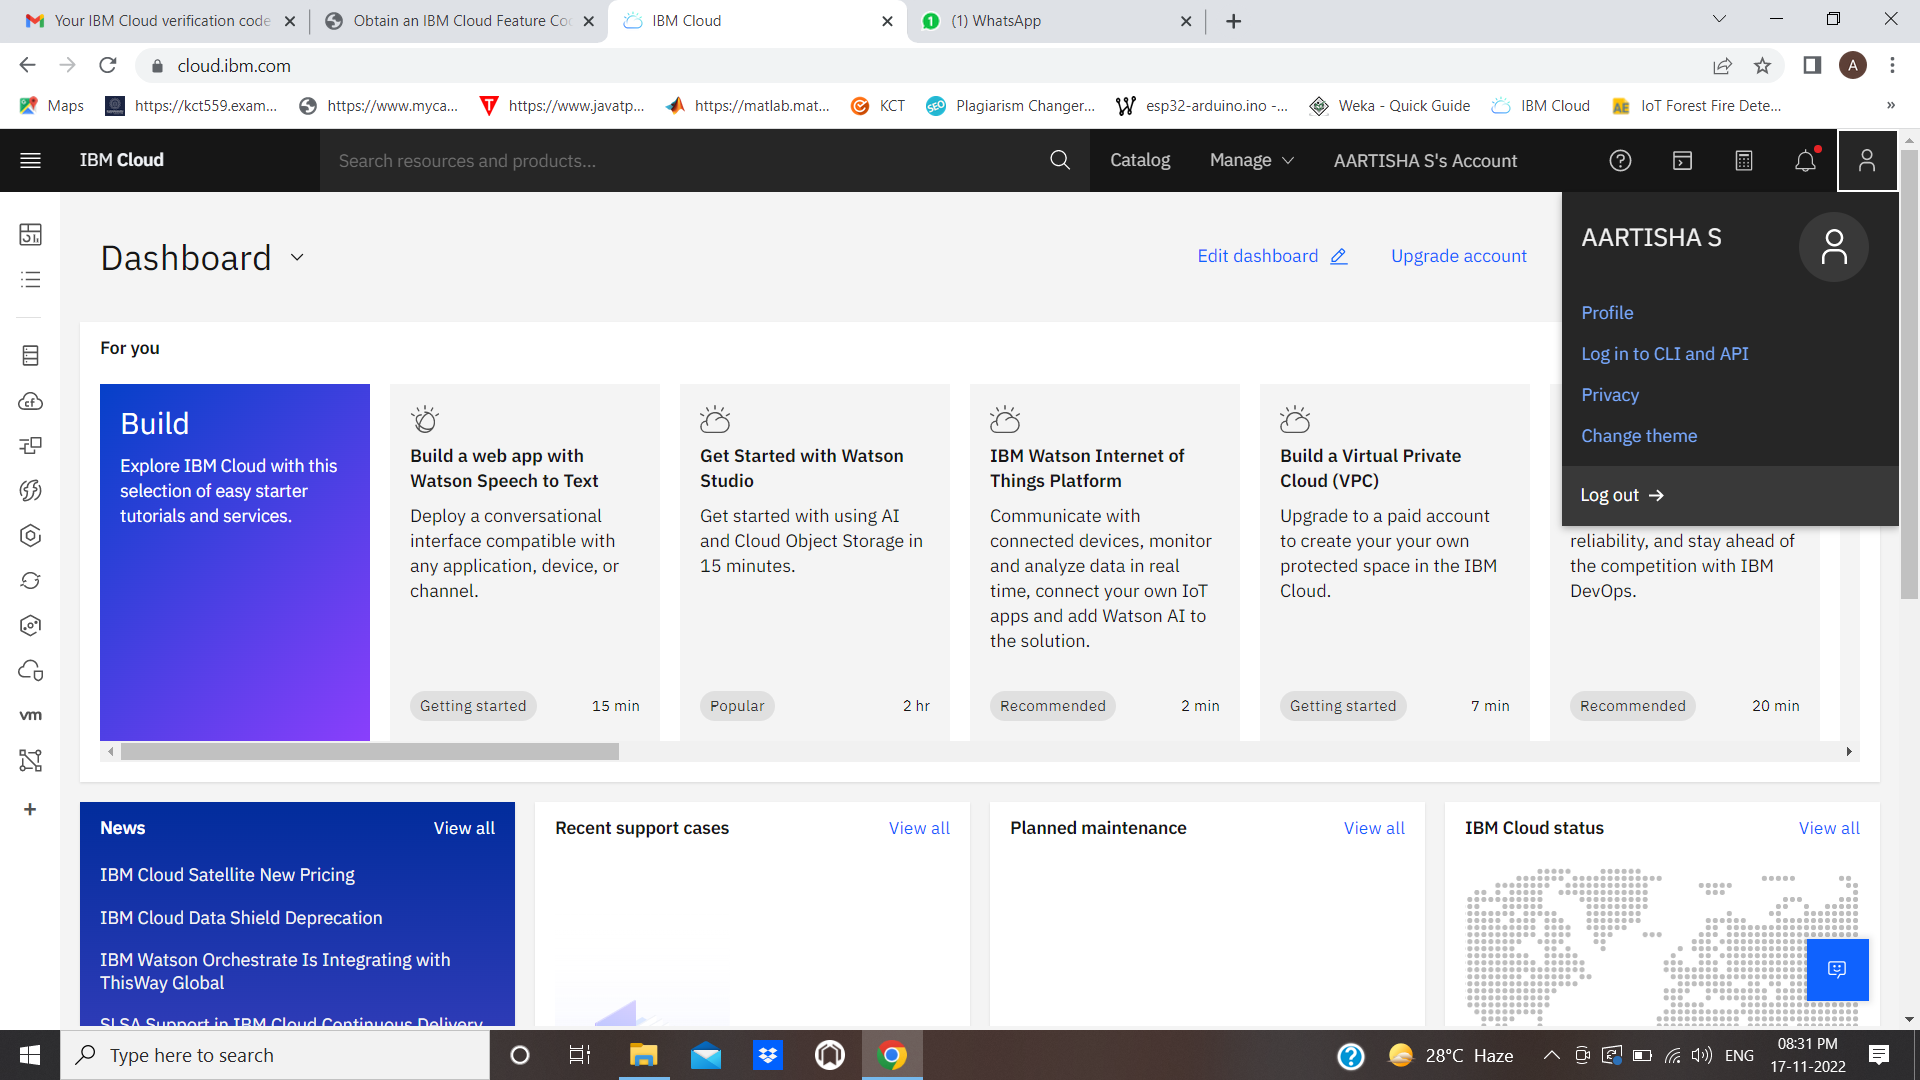 Your IBM Cloud verification code
Obtain an IBM Cloud Feature Co
IBM Cloud
(1) WhatsApp
cloud.ibm.com
A
Maps
https://kct559.exam...
https://www.myca...
https://www.javatp...
https://matlab.mat...
KCT
Plagiarism Changer...
esp32-arduino.ino -...
Weka - Quick Guide
IBM Cloud
IoT Forest Fire Dete...
»
IBM Cloud
Search resources and products...
Catalog
Manage
AARTISHA S's Account
AARTISHA S
Profile
Log in to CLI and API
Privacy
Change theme
Log out
Dashboard
Edit dashboard
Upgrade account
For you
Build
Explore IBM Cloud with this
selection of easy starter
tutorials and services.
Build a web app with
Watson Speech to Text
Deploy a conversational
interface compatible with
any application, device, or
channel.
Getting started
15 min
Get Started with Watson
Studio
Get started with using AI
and Cloud Object Storage in
15 minutes.
Popular
2 hr
IBM Watson Internet of
Things Platform
Communicate with
connected devices, monitor
and analyze data in real
time, connect your own IoT
apps and add Watson AI to
the solution.
Recommended
2 min
Build a Virtual Private
Cloud (VPC)
Upgrade to a paid account
to create your your own
protected space in the IBM
Cloud.
Getting started
7 min
reliability, and stay ahead of
the competition with IBM
DevOps.
Recommended
20 min
cf
vm
News
View all
IBM Cloud Satellite New Pricing
IBM Cloud Data Shield Deprecation
IBM Watson Orchestrate Is Integrating with
ThisWay Global
SLSA Support in IBM Cloud Continuous Delivery
Recent support cases
View all
Planned maintenance
View all
IBM Cloud status
View all
Type here to search
28°C Haze
ENG
08:31 PM
17-11-2022